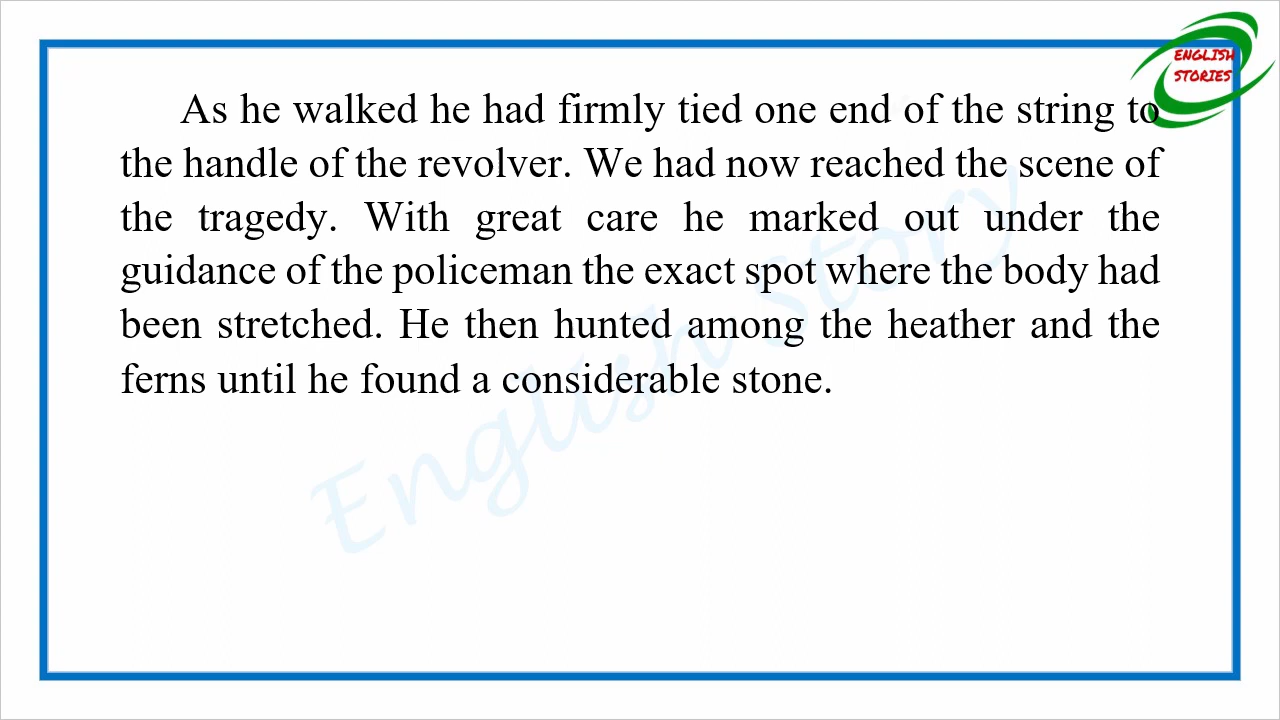 ENGLISH
STORIES
As he walked he had firmly tied one end of the string to
the handle of the revolver. We had now reached the scene of
the tragedy. With great care he marked out under the
guidance of the policeman the exact spot where the body had
been stretched. He then hunted among the heather and the
ferns until he found a considerable stone.
English Story